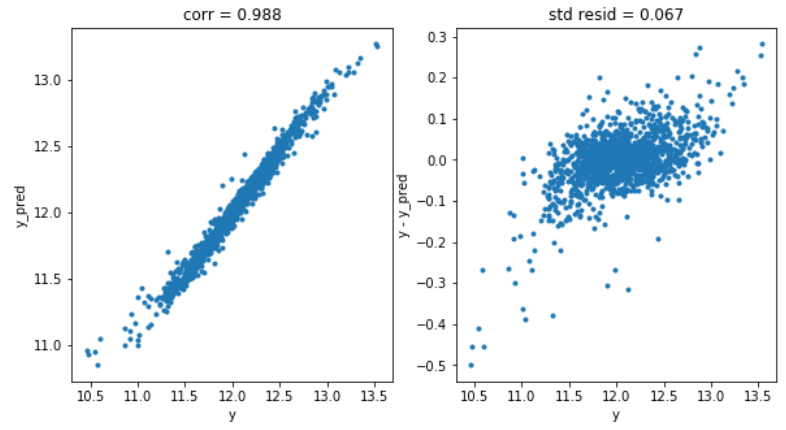 corr = 0.988
13.0
12.5
12.0
11.5
11.0
y_pred
10.5 11.0 11.5 12.0 12.5 13.0 13.5
y
std resid = 0.067
0.3
0.2
0.1
0.0
−0.1
−0.2
−0.3
−0.4
−0.5
y - y_pred
10.5 11.0 11.5 12.0 12.5 13.0 13.5
y